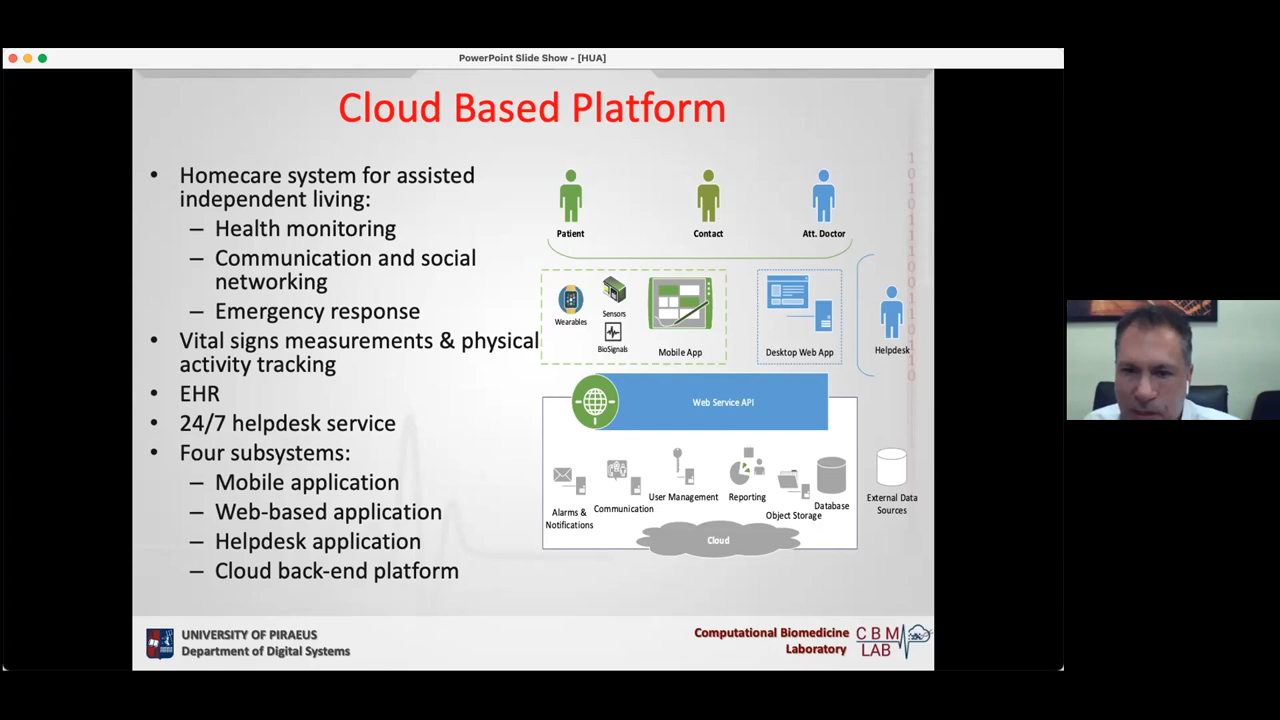 PowerPoint Slide Show - [HUA]
Cloud Based Platform
• Homecare system for assisted
independent living:
– Health monitoring
– Communication and social
networking
– Emergency response
• Vital signs measurements & physical
activity tracking
• EHR
• 24/7 helpdesk service
• Four subsystems:
– Mobile application
– Web-based application
– Helpdesk application
– Cloud back-end platform
Patient
Contact
Att. Doctor
Wearables
Sensors
BioSignals
Mobile App
Desktop Web App
Helpdesk
Web Service API
Alarms &
Notifications
Communication
User Management
Reporting
Object Storage
Database
External Data
Sources
Cloud
UNIVERSITY OF PIRAEUS
Department of Digital Systems
Computational Biomedicine
Laboratory
CBM
LAB